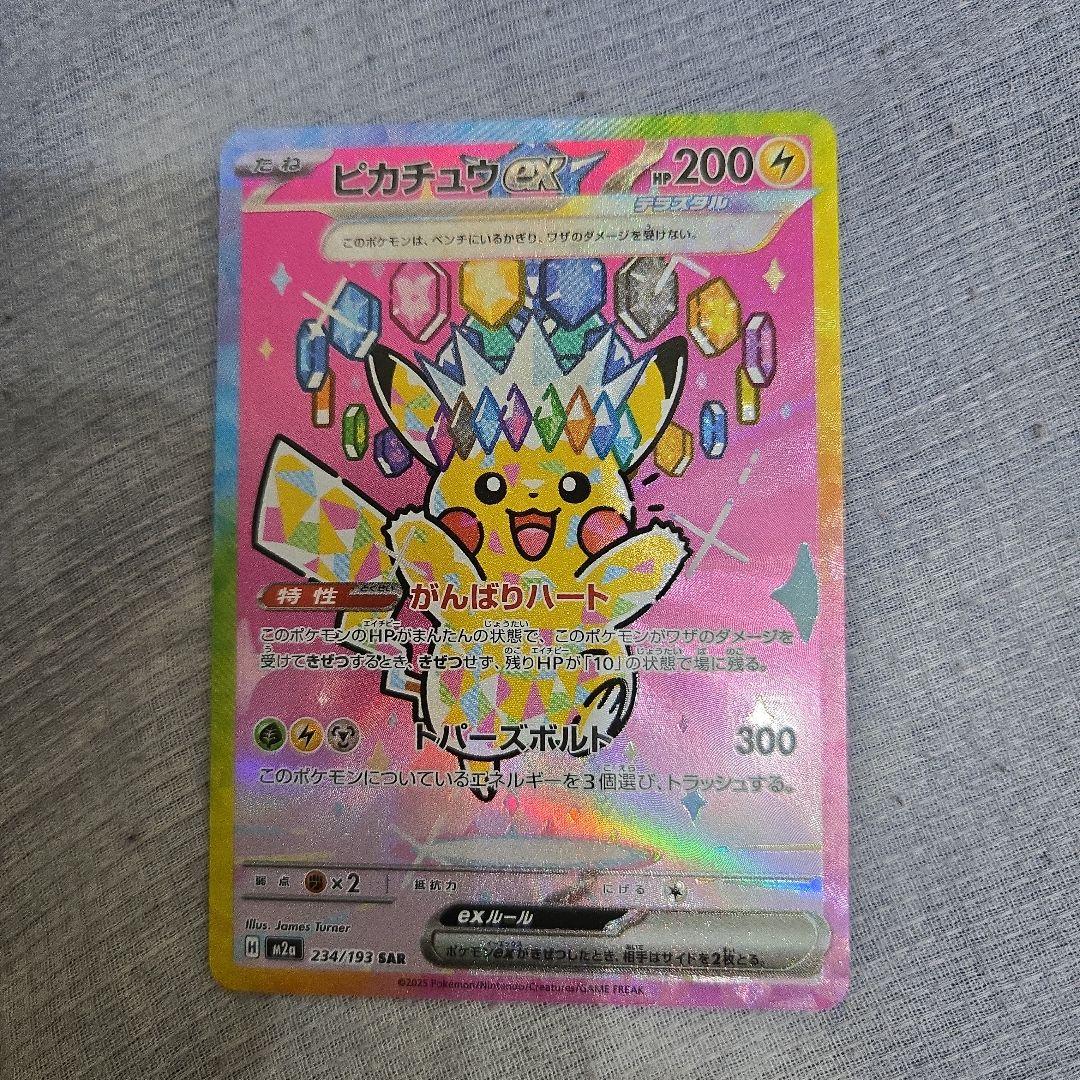 たね
ピカチュウex
HP200
テラスタル
このポケモンは、ベンチにいるかぎり、ワザのダメージを受けない。
特性 がんばりハート
このポケモンのHPがまんたんの状態で、このポケモンがワザのダメージを
受けてきぜつするとき、きぜつせず、残りHPが「10」の状態で場に残る。
トパーズボルト 300
このポケモンについているエネルギーを3個選び、トラッシュする。
弱点 ×2 抵抗力 にげる
Illus. James Turner
exルール
ポケモンexがきぜつしたとき、相手はサイドを2枚とる。
H M2a 234/193 SAR
©2025 Pokémon/Nintendo/Creatures/GAME FREAK